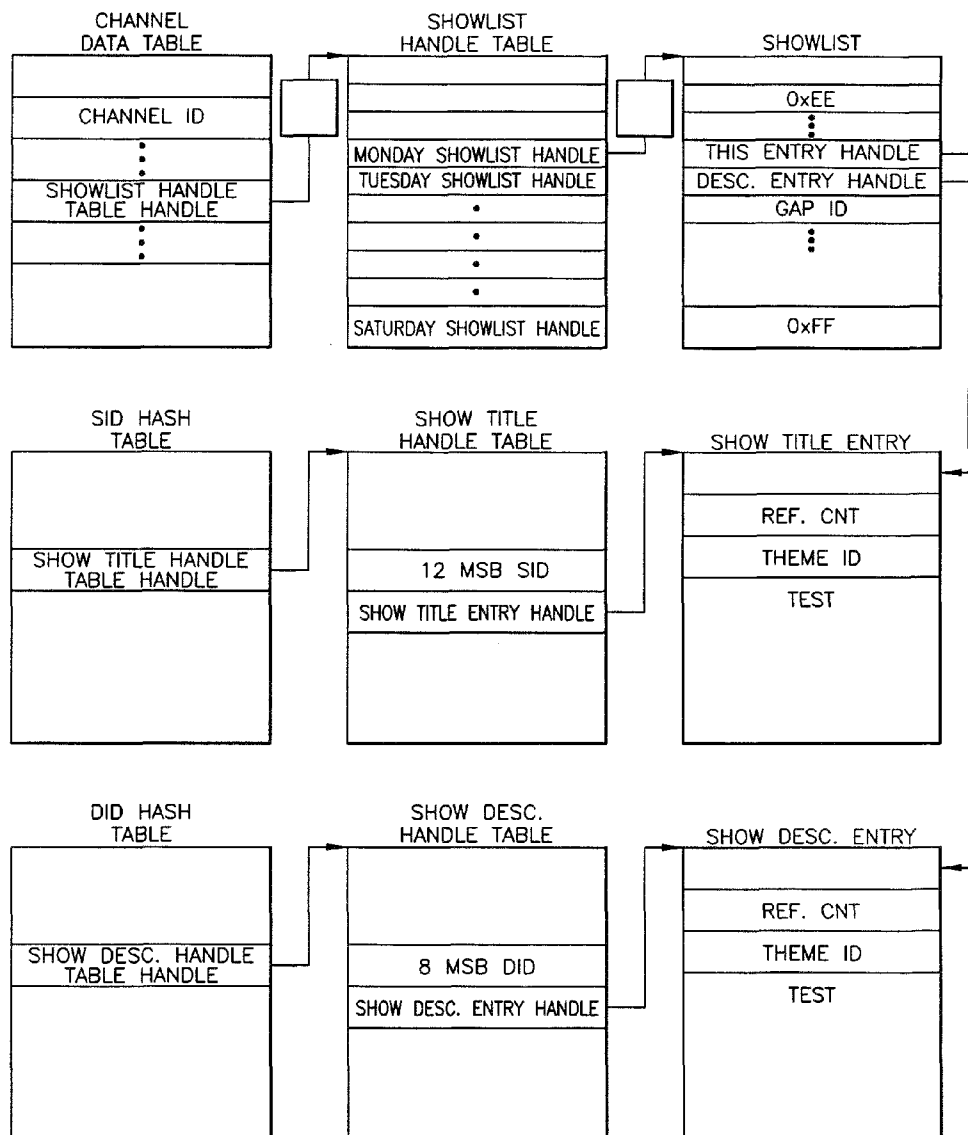 CHANNEL
DATA TABLE
CHANNEL ID
SHOWLIST HANDLE
TABLE HANDLE
SHOWLIST
HANDLE TABLE
MONDAY SHOWLIST HANDLE
TUESDAY SHOWLIST HANDLE
SATURDAY SHOWLIST HANDLE
SHOWLIST
0xEE
THIS ENTRY HANDLE
DESC. ENTRY HANDLE
GAP ID
0xFF
SID HASH
TABLE
SHOW TITLE HANDLE
TABLE HANDLE
SHOW TITLE
HANDLE TABLE
12 MSB SID
SHOW TITLE ENTRY HANDLE
SHOW TITLE ENTRY
REF. CNT
THEME ID
TEST
DID HASH
TABLE
SHOW DESC. HANDLE
TABLE HANDLE
SHOW DESC.
HANDLE TABLE
8 MSB DID
SHOW DESC. ENTRY HANDLE
SHOW DESC. ENTRY
REF. CNT
THEME ID
TEST